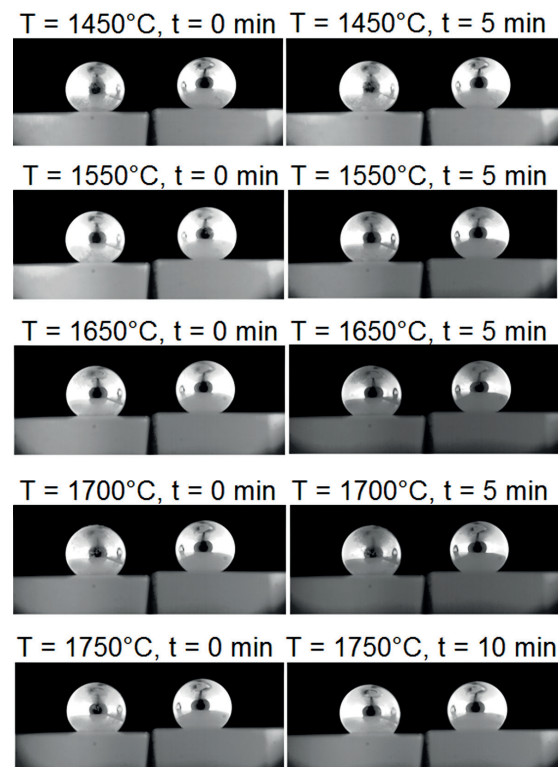 T = 1450°C, t = 0 min T = 1450°C, t = 5 min
T = 1550°C, t = 0 min T = 1550°C, t = 5 min
T = 1650°C, t = 0 min T = 1650°C, t = 5 min
T = 1700°C, t = 0 min T = 1700°C, t = 5 min
T = 1750°C, t = 0 min T = 1750°C, t = 10 min